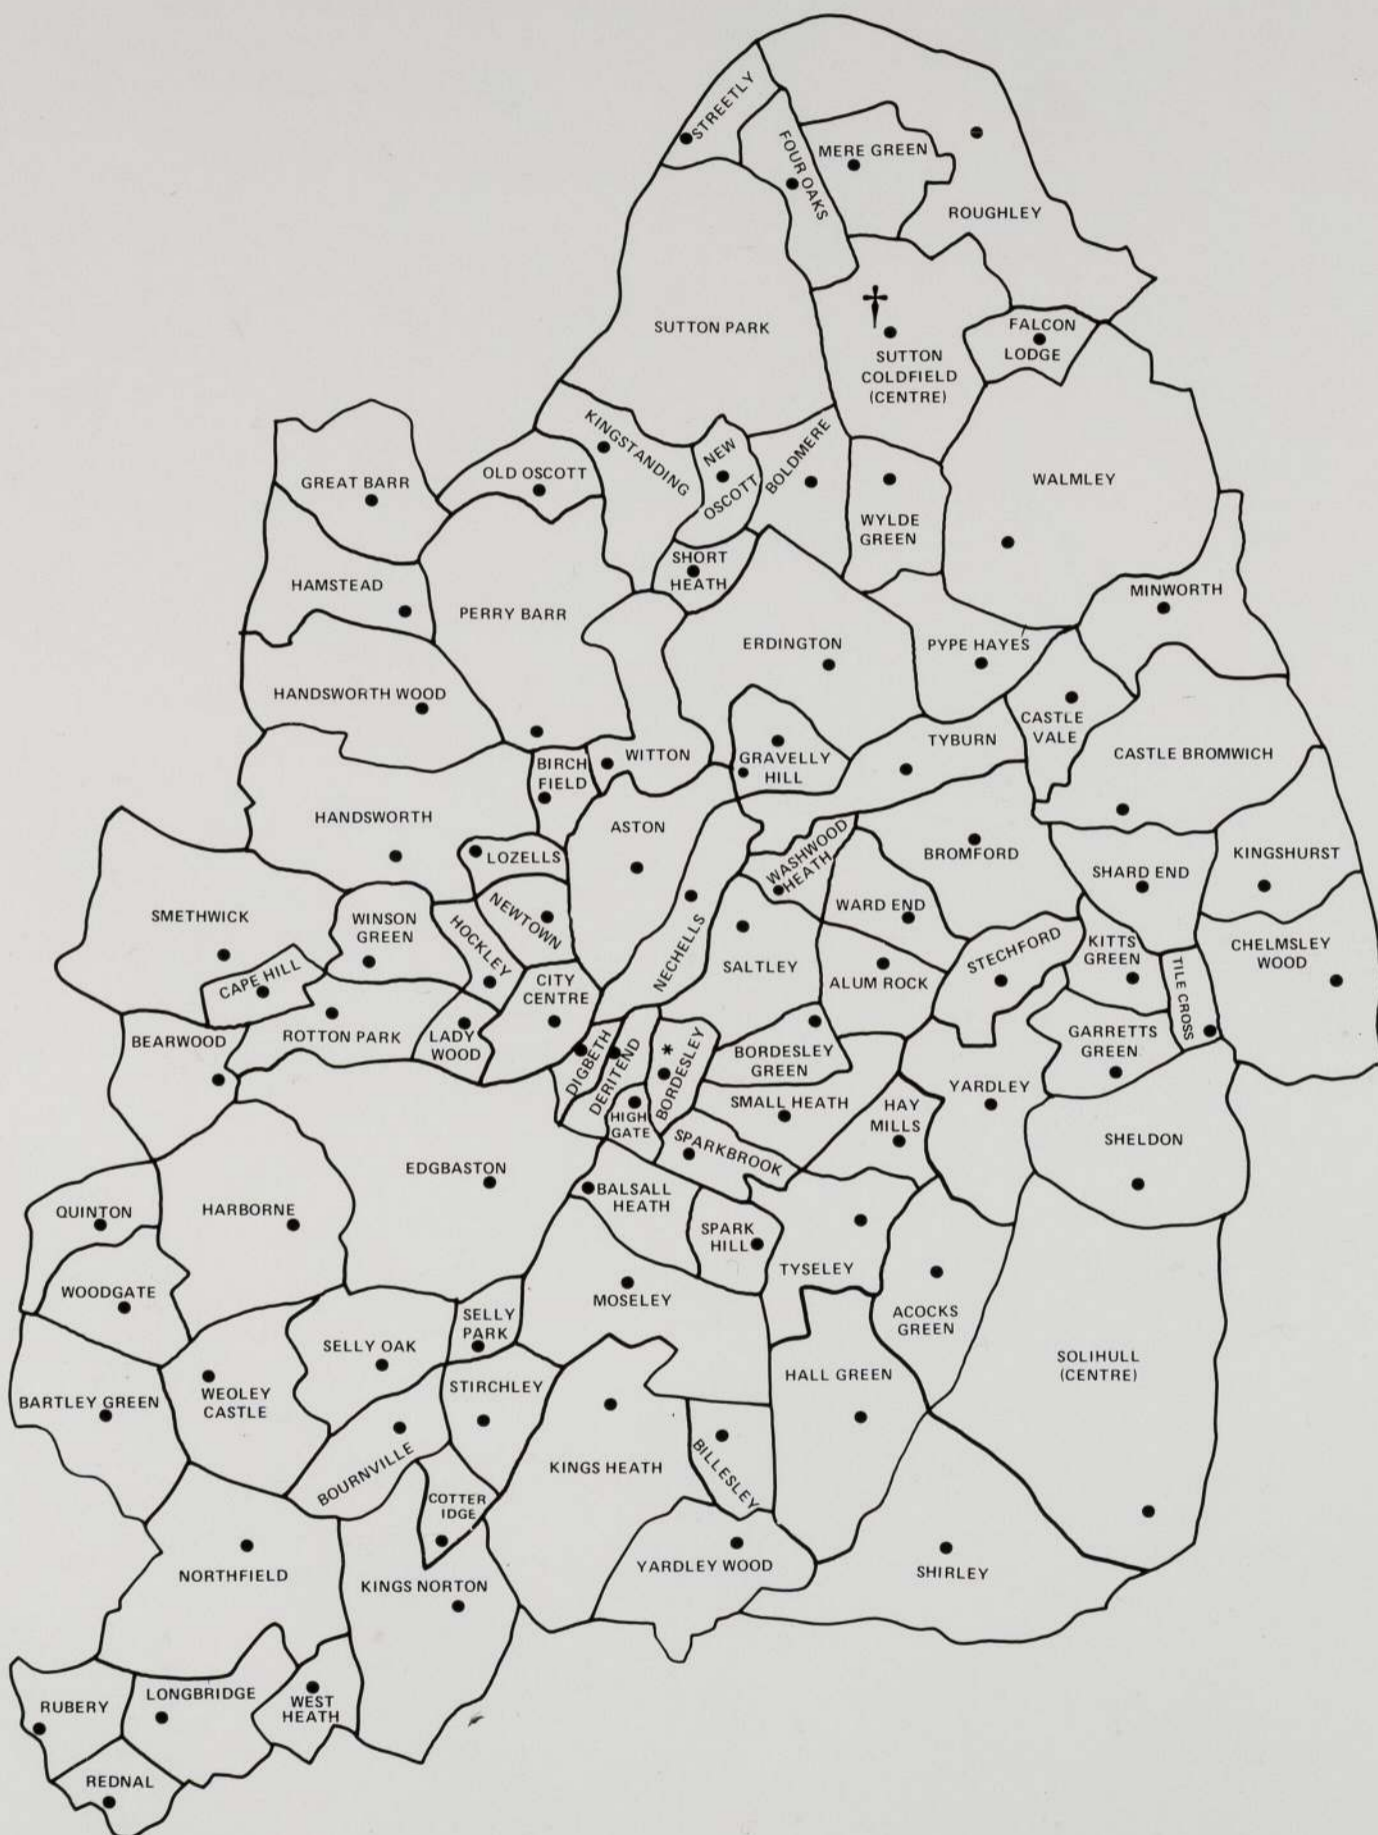 STREETLY
FOUR OAKS
MERE GREEN
ROUGHLEY
SUTTON PARK
†
SUTTON
COLDFIELD
(CENTRE)
FALCON
LODGE
KINGSTANDING
NEW
OSCOTT
BOLDMERE
GREAT BARR
OLD OSCOTT
WALMLEY
WYLDE
GREEN
SHORT
HEATH
HAMSTEAD
PERRY BARR
MINWORTH
ERDINGTON
PYPE HAYES
HANDSWORTH WOOD
CASTLE
VALE
TYBURN
CASTLE BROMWICH
WITTON
GRAVELLY
HILL
BIRCH
FIELD
HANDSWORTH
ASTON
LOZELLS
WASHWOOD
HEATH
BROMFORD
SHARD END
KINGSHURST
SMETHWICK
WINSON
GREEN
HOCKLEY
NEWTOWN
WARD END
NECHELLS
SALTLEY
STECHFORD
KITTS
GREEN
CHELMSLEY
WOOD
CAPE HILL
CITY
CENTRE
ALUM ROCK
TILE CROSS
BEARWOOD
ROTTON PARK
LADY
WOOD
DIGBETH
DERITEND
*
BORDESLEY
BORDESLEY
GREEN
GARRETTS
GREEN
YARDLEY
SMALL HEATH
HAY
MILLS
HIGH
GATE
SPARKBROOK
SHELDON
EDGBASTON
BALSALL
HEATH
QUINTON
HARBORNE
SPARK
HILL
TYSELEY
WOODGATE
MOSELEY
ACOCKS
GREEN
SELLY
PARK
SELLY OAK
SOLIHULL
(CENTRE)
HALL GREEN
BARTLEY GREEN
WEOLEY
CASTLE
STIRCHLEY
BOURNVILLE
KINGS HEATH
BILLESLEY
COTTER
IDGE
NORTHFIELD
KINGS NORTON
YARDLEY WOOD
SHIRLEY
RUBERY
LONGBRIDGE
WEST
HEATH
REDNAL